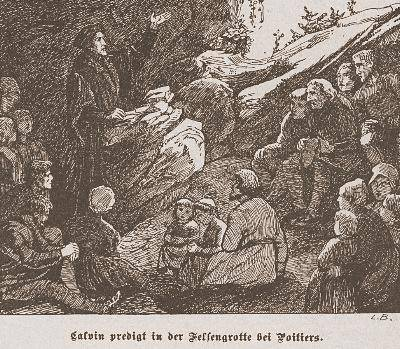 L.B.
Calvin predigt in der Felsengrotte bei Poitiers.